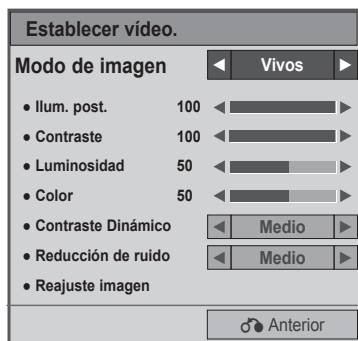 Establecer vídeo.
Modo de imagen Vivos
● Ilum. post. 100
● Contraste 100
● Luminosidad 50
● Color 50
● Contraste Dinámico Medio
● Reducción de ruido Medio
● Reajuste imagen
Anterior